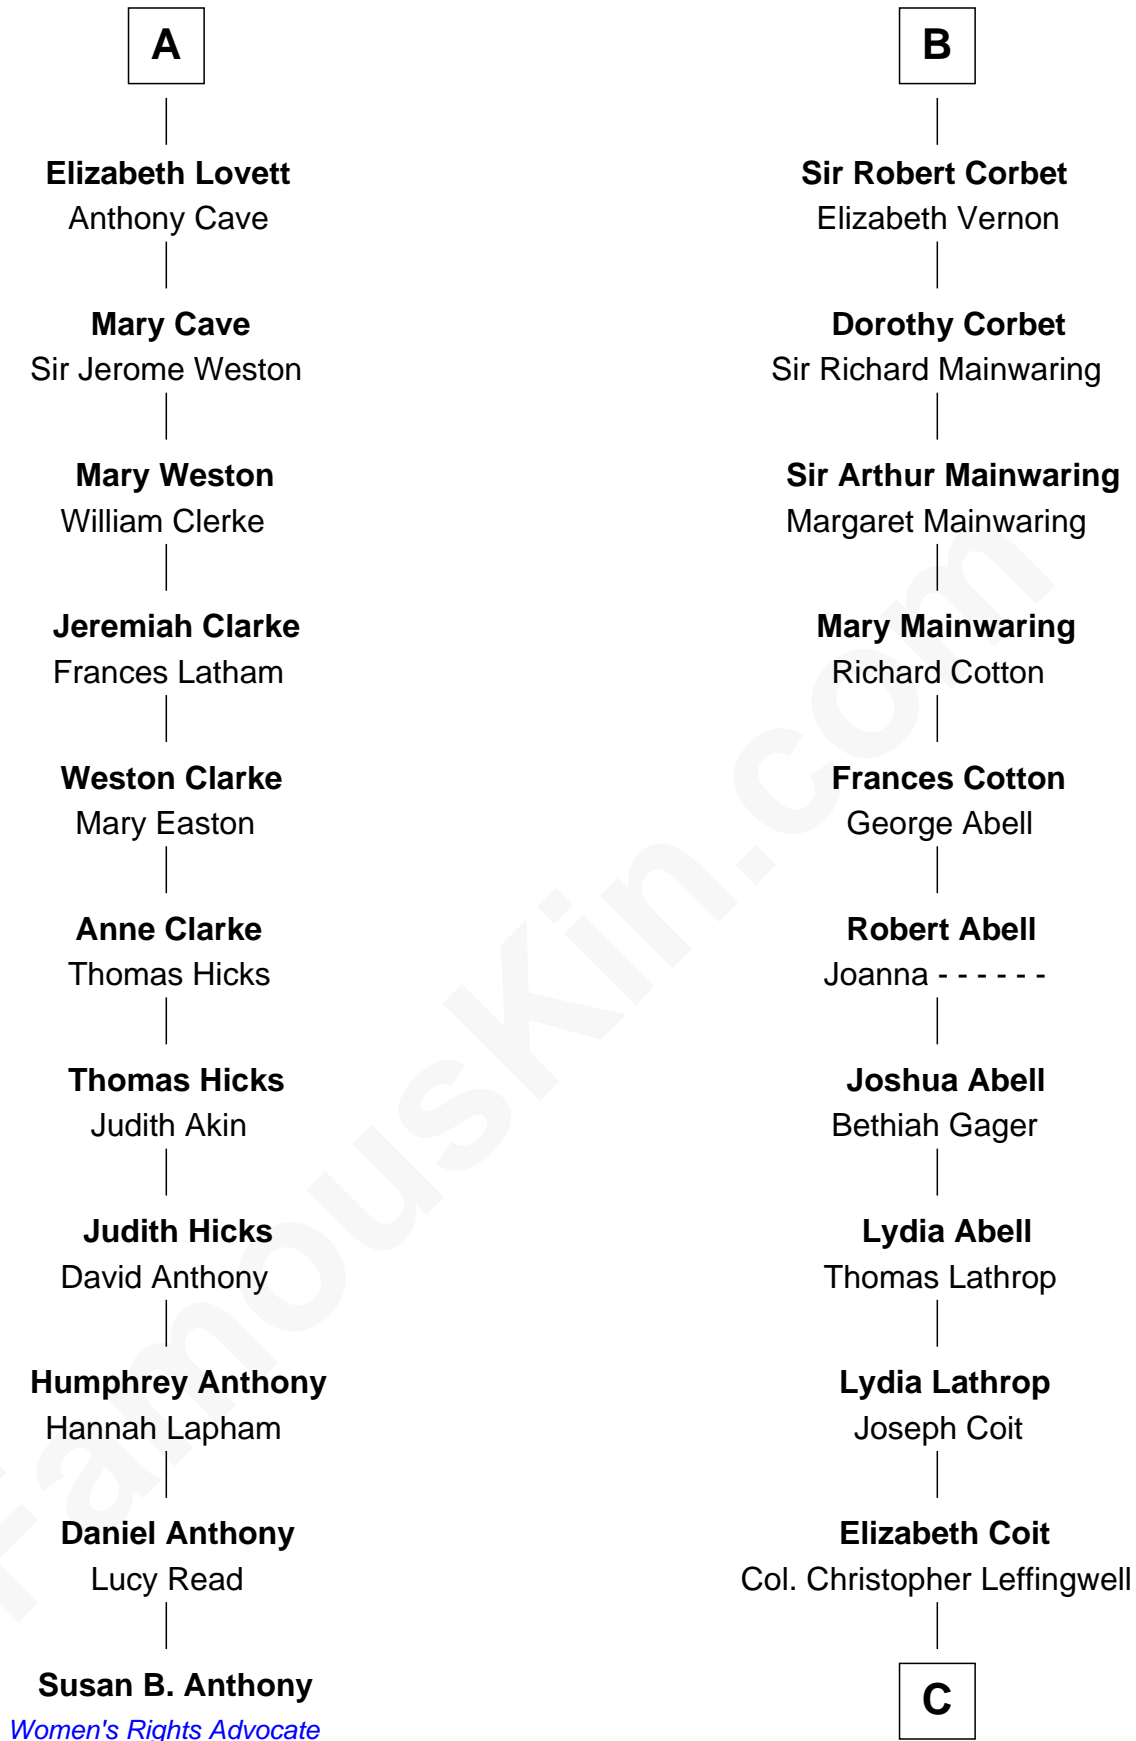 A
Elizabeth Lovett
Anthony Cave
Mary Cave
Sir Jerome Weston
Mary Weston
William Clerke
Jeremiah Clarke
Frances Latham
Weston Clarke
Mary Easton
Anne Clarke
Thomas Hicks
Thomas Hicks
Judith Akin
Judith Hicks
David Anthony
Humphrey Anthony
Hannah Lapham
Daniel Anthony
Lucy Read
Susan B. Anthony
Women's Rights Advocate
B
Sir Robert Corbet
Elizabeth Vernon
Dorothy Corbet
Sir Richard Mainwaring
Sir Arthur Mainwaring
Margaret Mainwaring
Mary Mainwaring
Richard Cotton
Frances Cotton
George Abell
Robert Abell
Joanna - - - - - -
Joshua Abell
Bethiah Gager
Lydia Abell
Thomas Lathrop
Lydia Lathrop
Joseph Coit
Elizabeth Coit
Col. Christopher Leffingwell
C
FamousKin.com